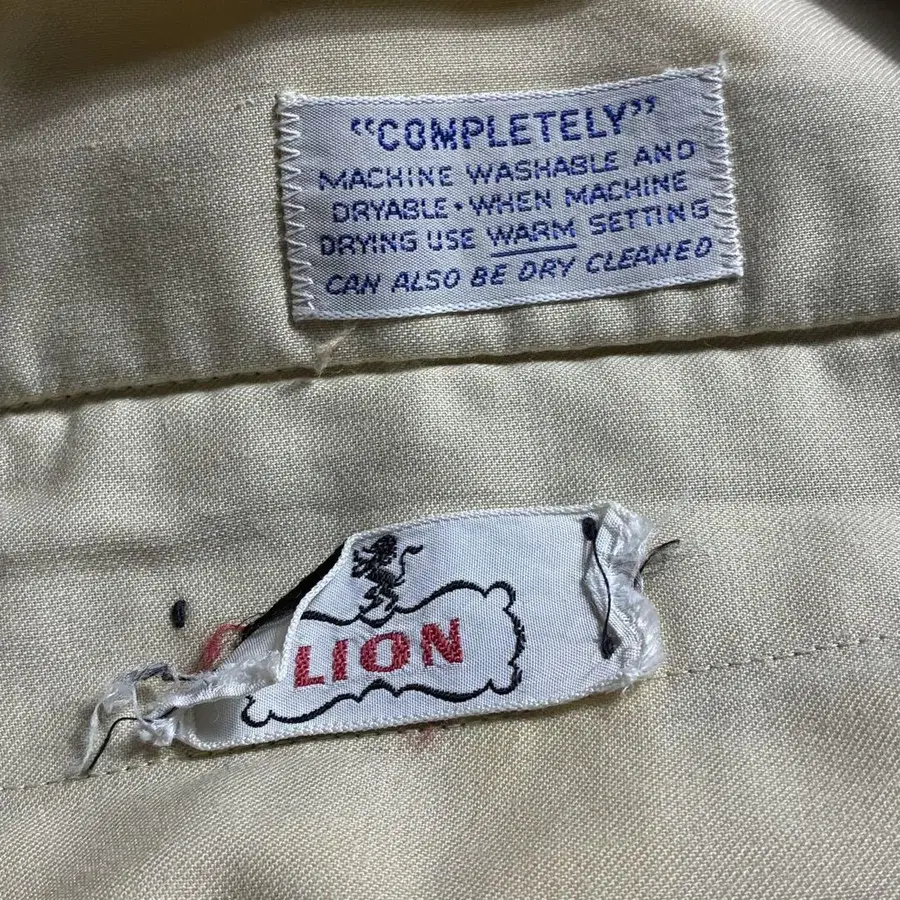 “COMPLETELY”
MACHINE WASHABLE AND
DRYABLE • WHEN MACHINE
DRYING USE WARM SETTING
CAN ALSO BE DRY CLEANED
LION